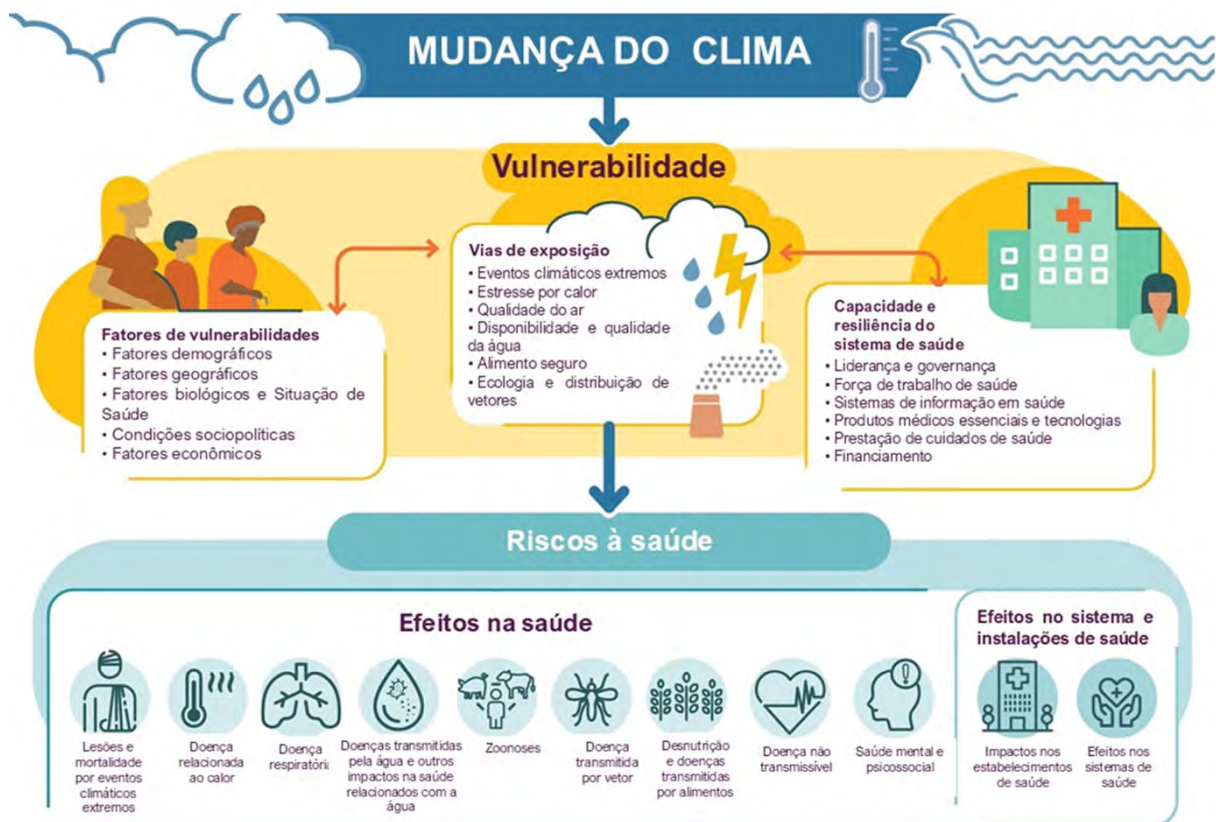 MUDANÇA DO CLIMA
Vulnerabilidade
Fatores de vulnerabilidades
• Fatores demográficos
• Fatores geográficos
• Fatores biológicos e Situação de
Saúde
• Condições sociopolíticas
• Fatores econômicos
Vias de exposição
• Eventos climáticos extremos
• Estresse por calor
• Qualidade do ar
• Disponibilidade e qualidade
da água
• Alimento seguro
• Ecologia e distribuição de
vetores
Capacidade e
resiliência do
sistema de saúde
• Liderança e governança
• Força de trabalho de saúde
• Sistemas de informação em saúde
• Produtos médicos essenciais e tecnologias
• Prestação de cuidados de saúde
• Financiamento
Riscos à saúde
Efeitos na saúde
Lesões e
mortalidade
por eventos
climáticos
extremos
Doença
relacionada
ao calor
Doença
respiratóri
Doenças transmitidas
pela água e outros
impactos na saúde
relacionados com a
água
Zoonoses
Doença
transmitida
por vetor
Desnutrição
e doenças
transmitidas
por alimentos
Doença não
transmissível
Saúde mental e
psicossocial
Efeitos no sistema e
instalações de saúde
Impactos nos
estabelecimentos
de saúde
Efeitos nos
sistemas de
saúde